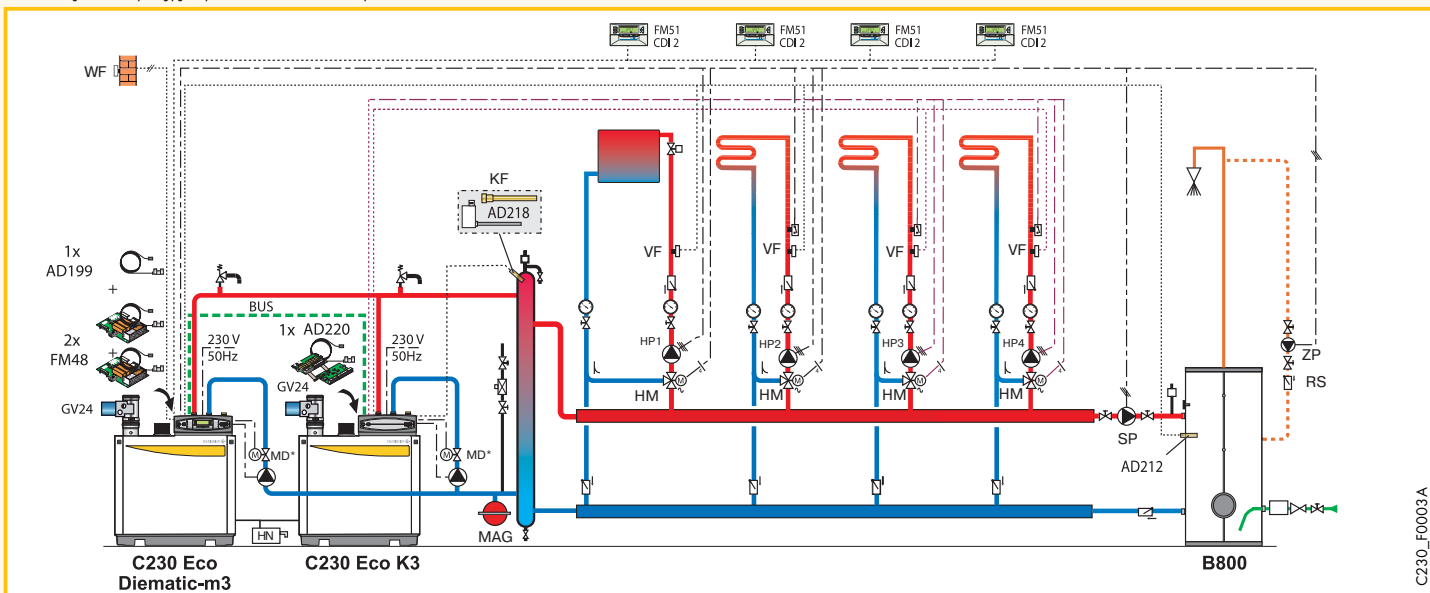 FM51
CDI 2
FM51
CDI 2
FM51
CDI 2
FM51
CDI 2
WF
KF
AD218
1x
AD199
+
2x
FM48
+
BUS
1x AD220
230 V
50Hz
230 V
50Hz
GV24
GV24
MD*
MD*
VF
VF
VF
VF
HP1
HP2
HP3
HP4
M
M
M
M
M
M
HM
HM
HM
HM
ZP
RS
SP
AD212
HN
MAG
C230 Eco
Diematic-m3
C230 Eco K3
B800
C230_F0003A